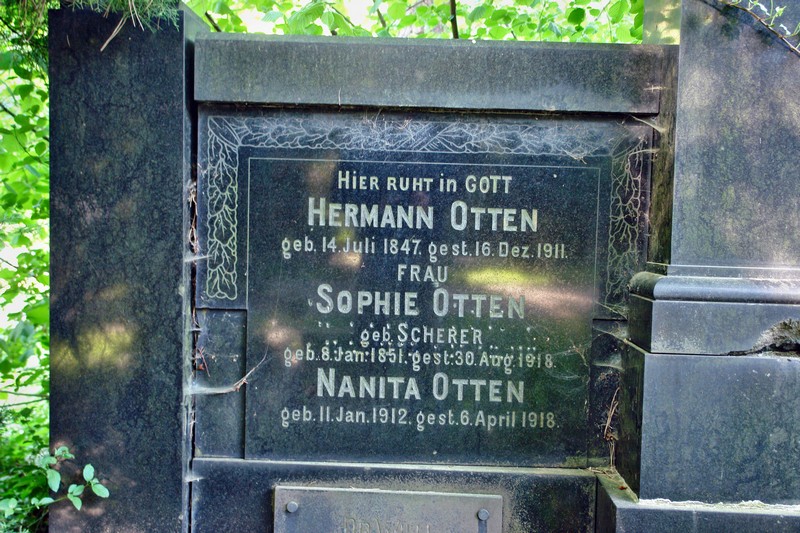 HIER RUHT in GOTT
HERMANN OTTEN
geb. 14. Juli 1847. gest. 16. Dez. 1911.
FRAU
SOPHIE OTTEN
geb. SCHERER
geb. 8. Jan. 1851. gest. 30. Aug. 1918.
NANITA OTTEN
geb. 11. Jan. 1912. gest. 6. April 1918.